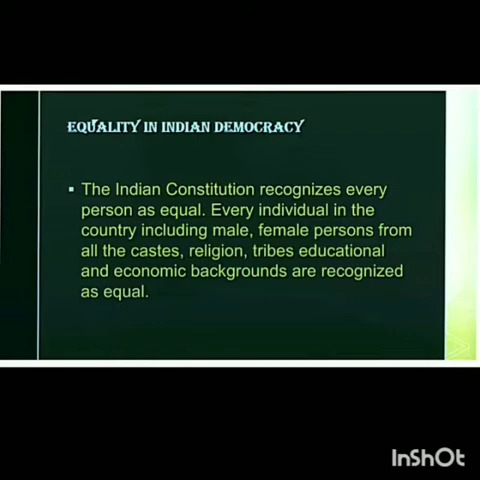 EQUALITY IN INDIAN DEMOCRACY
▪ The Indian Constitution recognizes every
person as equal. Every individual in the
country including male, female persons from
all the castes, religion, tribes educational
and economic backgrounds are recognized
as equal.
InShOt